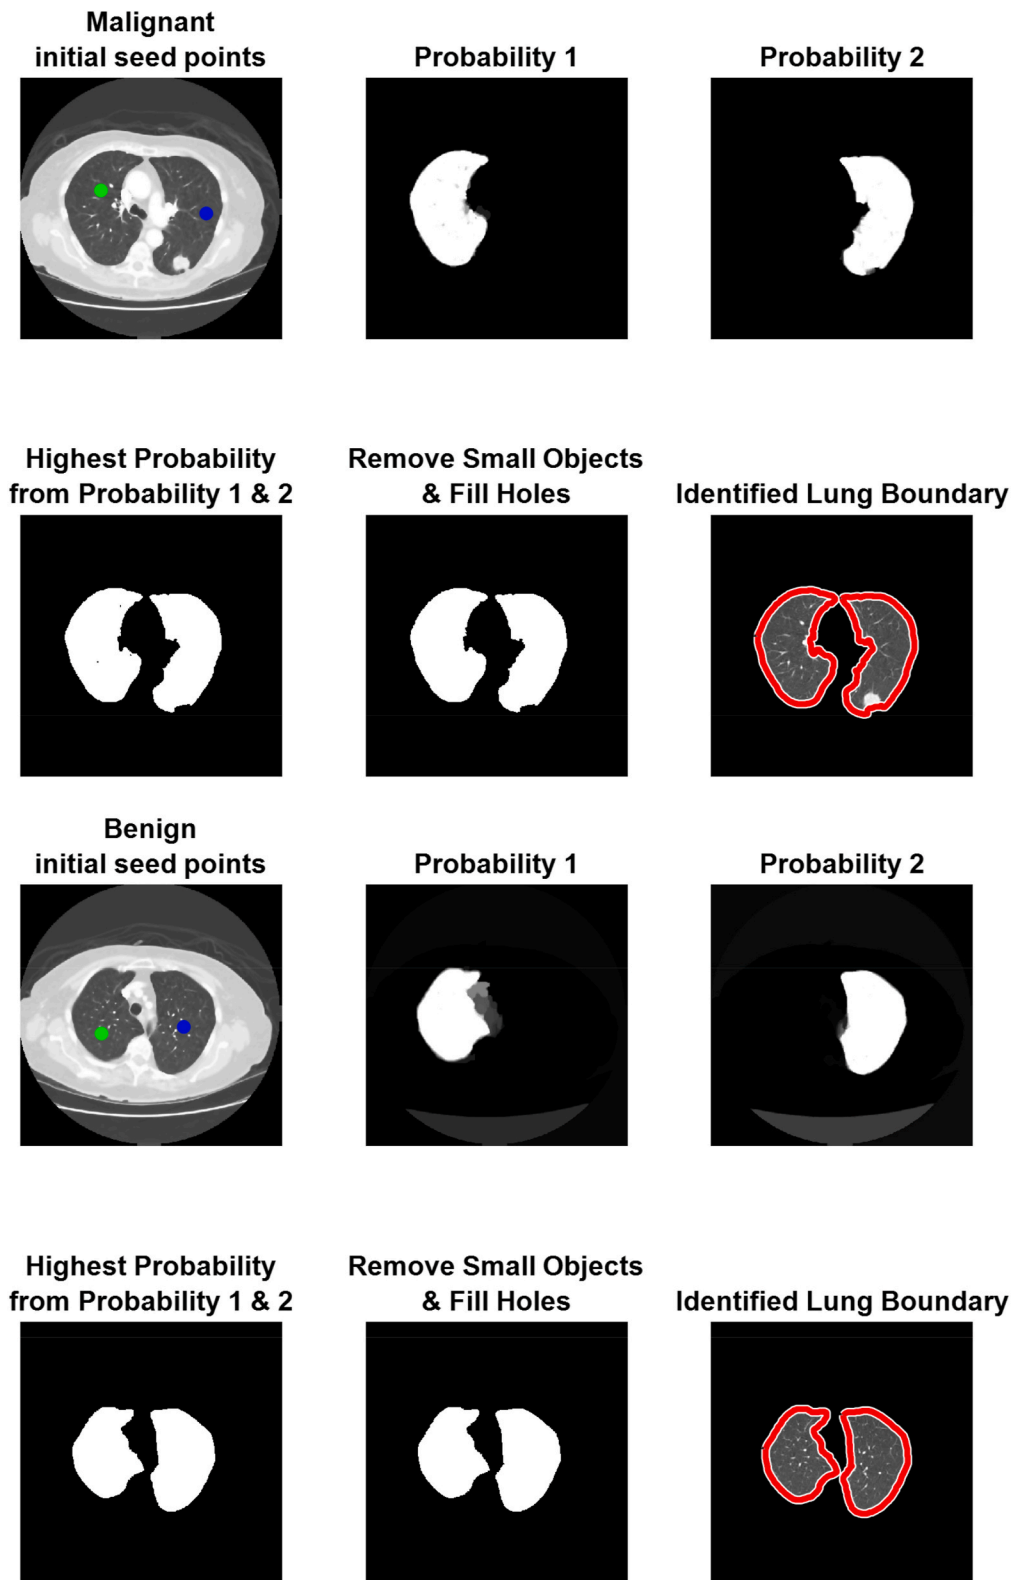 Malignant
initial seed points
Probability 1
Probability 2
Highest Probability
from Probability 1 & 2
Remove Small Objects
& Fill Holes
Identified Lung Boundary
Benign
initial seed points
Probability 1
Probability 2
Highest Probability
from Probability 1 & 2
Remove Small Objects
& Fill Holes
Identified Lung Boundary